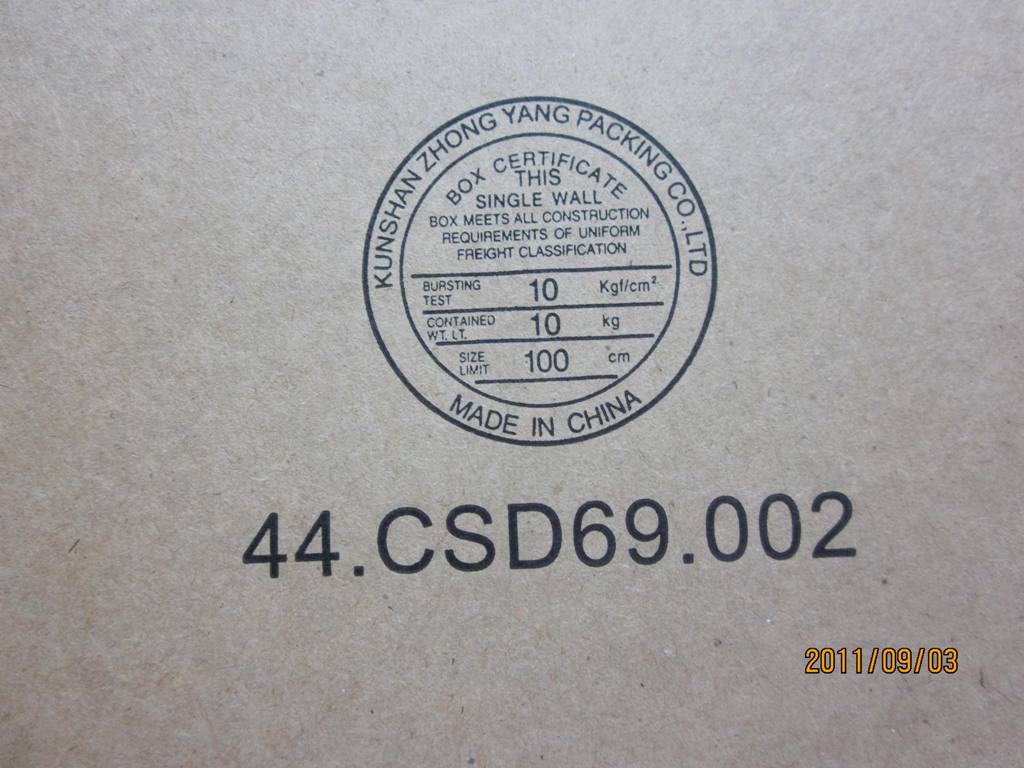 KUNSHAN ZHONG YANG PACKING CO.,LTD
BOX CERTIFICATE
THIS
SINGLE WALL
BOX MEETS ALL CONSTRUCTION
REQUIREMENTS OF UNIFORM
FREIGHT CLASSIFICATION
BURSTING TEST 10 Kgf/cm²
CONTAINED WT. LT. 10 kg
SIZE LIMIT 100 cm
MADE IN CHINA
44.CSD69.002
2011/09/03